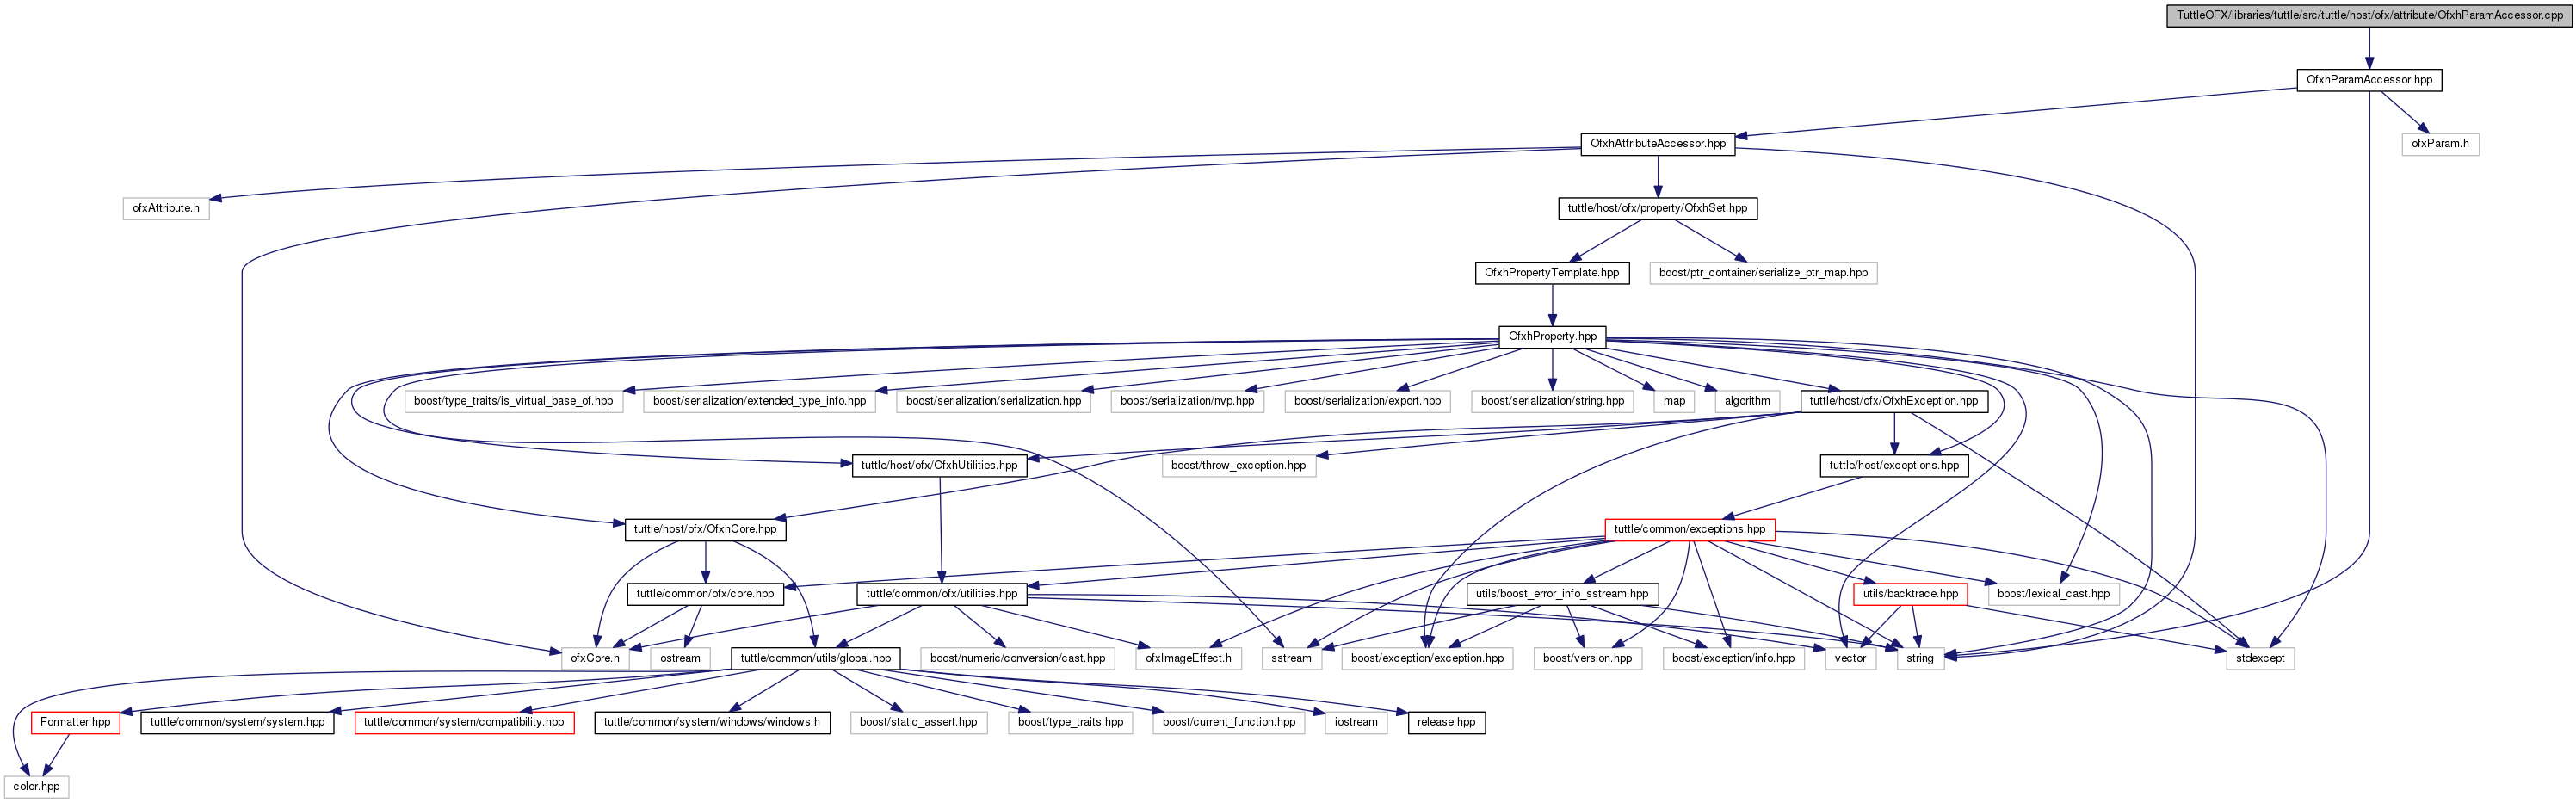 TuttleOFX/libraries/tuttle/src/tuttle/host/ofx/attribute/OfxhParamAccessor.cpp
OfxhParamAccessor.hpp
OfxhAttributeAccessor.hpp
ofxParam.h
ofxAttribute.h
tuttle/host/ofx/property/OfxhSet.hpp
OfxhPropertyTemplate.hpp
boost/ptr_container/serialize_ptr_map.hpp
OfxhProperty.hpp
boost/type_traits/is_virtual_base_of.hpp
boost/serialization/extended_type_info.hpp
boost/serialization/serialization.hpp
boost/serialization/nvp.hpp
boost/serialization/export.hpp
boost/serialization/string.hpp
map
algorithm
tuttle/host/ofx/OfxhException.hpp
tuttle/host/ofx/OfxhUtilities.hpp
boost/throw_exception.hpp
tuttle/host/exceptions.hpp
tuttle/host/ofx/OfxhCore.hpp
tuttle/common/exceptions.hpp
tuttle/common/ofx/core.hpp
tuttle/common/ofx/utilities.hpp
utils/boost_error_info_sstream.hpp
utils/backtrace.hpp
boost/lexical_cast.hpp
ofxCore.h
ostream
tuttle/common/utils/global.hpp
boost/numeric/conversion/cast.hpp
ofxImageEffect.h
sstream
boost/exception/exception.hpp
boost/version.hpp
boost/exception/info.hpp
vector
string
stdexcept
Formatter.hpp
tuttle/common/system/system.hpp
tuttle/common/system/compatibility.hpp
tuttle/common/system/windows/windows.h
boost/static_assert.hpp
boost/type_traits.hpp
boost/current_function.hpp
iostream
release.hpp
color.hpp